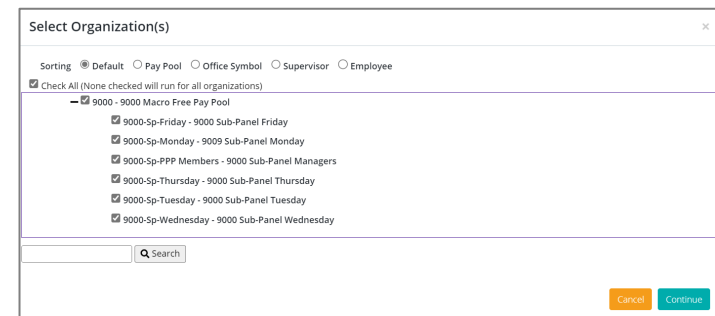 Select Organization(s)
×
Sorting Default Pay Pool Office Symbol Supervisor Employee
Check All (None checked will run for all organizations)
9000 - 9000 Macro Free Pay Pool
9000-Sp-Friday - 9000 Sub-Panel Friday
9000-Sp-Monday - 9009 Sub-Panel Monday
9000-Sp-PPP Members - 9000 Sub-Panel Managers
9000-Sp-Thursday - 9000 Sub-Panel Thursday
9000-Sp-Tuesday - 9000 Sub-Panel Tuesday
9000-Sp-Wednesday - 9000 Sub-Panel Wednesday
Search
Cancel Continue